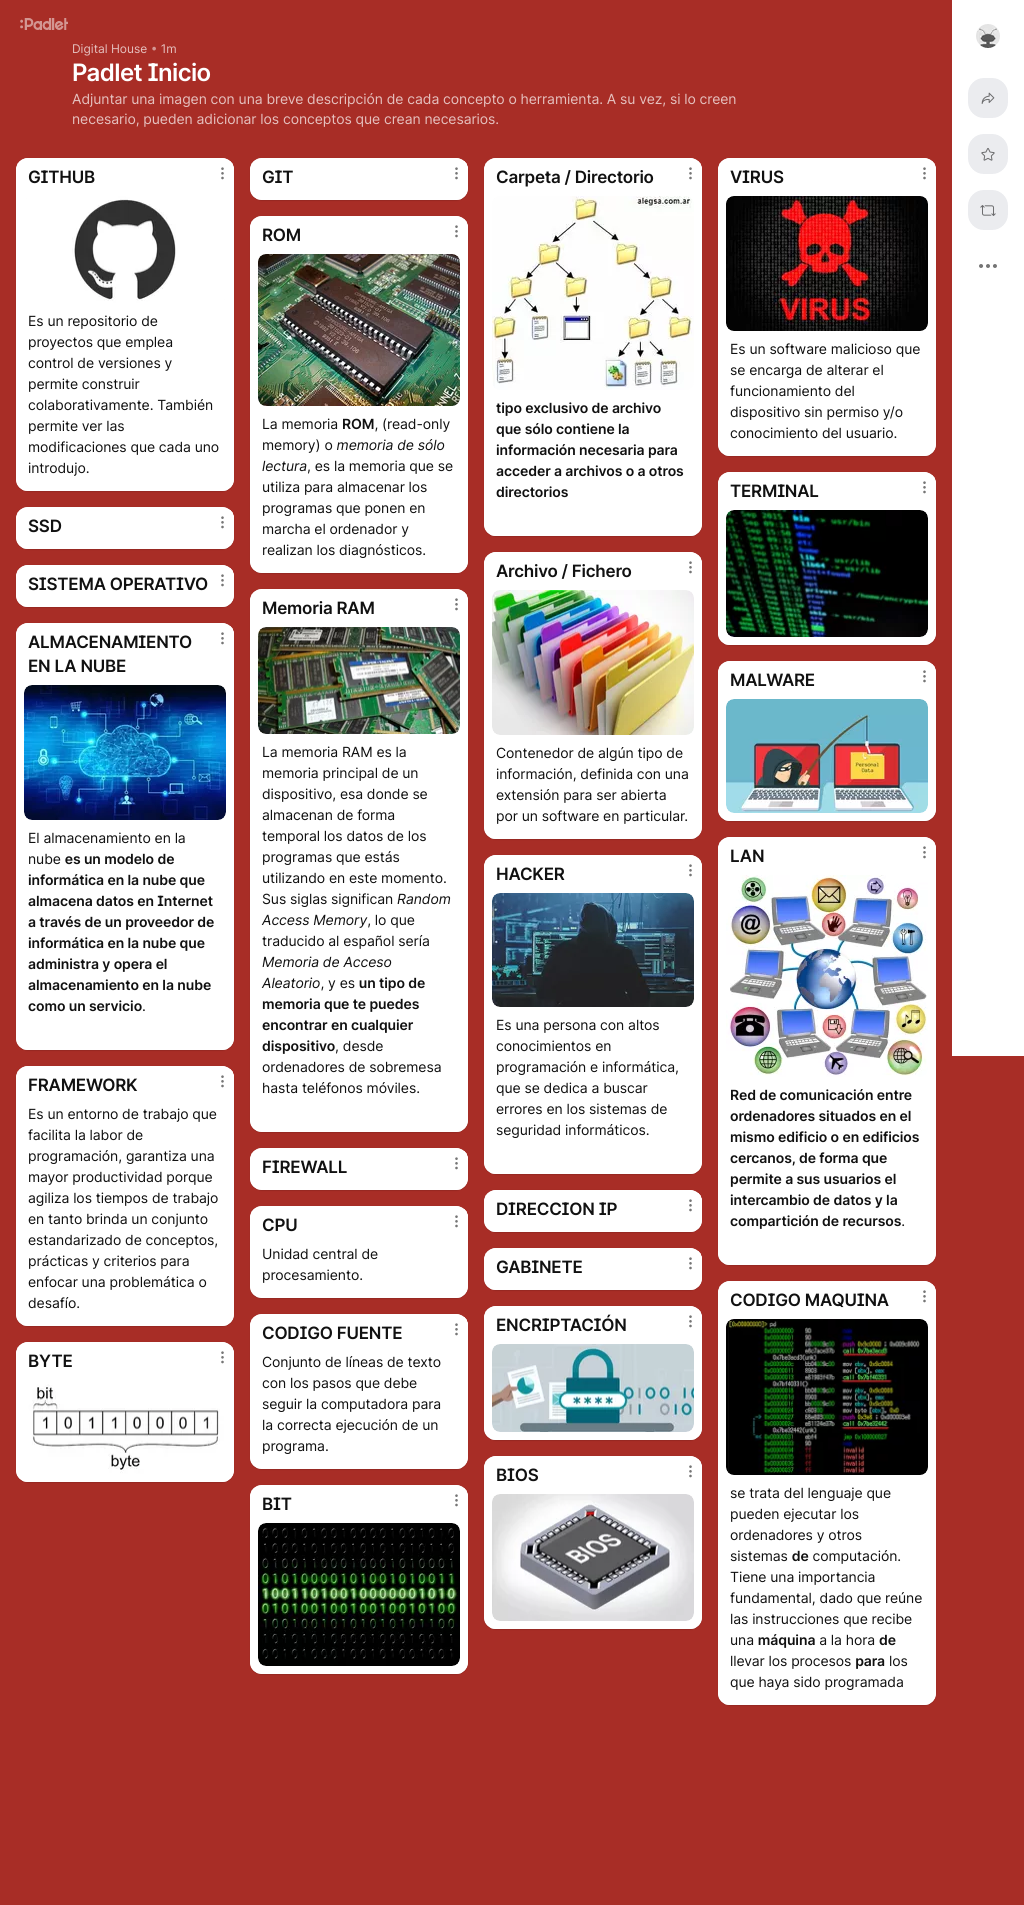 :Padlet
Digital House • 1m
Padlet Inicio
Adjuntar una imagen con una breve descripción de cada concepto o herramienta. A su vez, si lo creen
necesario, pueden adicionar los conceptos que crean necesarios.
GITHUB
Es un repositorio de
proyectos que emplea
control de versiones y
permite construir
colaborativamente. También
permite ver las
modificaciones que cada uno
introdujo.
SSD
SISTEMA OPERATIVO
ALMACENAMIENTO
EN LA NUBE
El almacenamiento en la
nube es un modelo de
informática en la nube que
almacena datos en Internet
a través de un proveedor de
informática en la nube que
administra y opera el
almacenamiento en la nube
como un servicio.
FRAMEWORK
Es un entorno de trabajo que
facilita la labor de
programación, garantiza una
mayor productividad porque
agiliza los tiempos de trabajo
en tanto brinda un conjunto
estandarizado de conceptos,
prácticas y criterios para
enfocar una problemática o
desafío.
BYTE
bit
1 0 1 1 0 0 0 1
byte
GIT
ROM
La memoria ROM, (read-only
memory) o memoria de sólo
lectura, es la memoria que se
utiliza para almacenar los
programas que ponen en
marcha el ordenador y
realizan los diagnósticos.
Memoria RAM
La memoria RAM es la
memoria principal de un
dispositivo, esa donde se
almacenan de forma
temporal los datos de los
programas que estás
utilizando en este momento.
Sus siglas significan Random
Access Memory, lo que
traducido al español sería
Memoria de Acceso
Aleatorio, y es un tipo de
memoria que te puedes
encontrar en cualquier
dispositivo, desde
ordenadores de sobremesa
hasta teléfonos móviles.
FIREWALL
CPU
Unidad central de
procesamiento.
CODIGO FUENTE
Conjunto de líneas de texto
con los pasos que debe
seguir la computadora para
la correcta ejecución de un
programa.
BIT
Carpeta / Directorio
alegsa.com.ar
tipo exclusivo de archivo
que sólo contiene la
información necesaria para
acceder a archivos o a otros
directorios
Archivo / Fichero
Contenedor de algún tipo de
información, definida con una
extensión para ser abierta
por un software en particular.
HACKER
Es una persona con altos
conocimientos en
programación e informática,
que se dedica a buscar
errores en los sistemas de
seguridad informáticos.
DIRECCION IP
GABINETE
ENCRIPTACIÓN
****
BIOS
BIOS
VIRUS
VIRUS
Es un software malicioso que
se encarga de alterar el
funcionamiento del
dispositivo sin permiso y/o
conocimiento del usuario.
TERMINAL
MALWARE
Personal
Data
LAN
@
Red de comunicación entre
ordenadores situados en el
mismo edificio o en edificios
cercanos, de forma que
permite a sus usuarios el
intercambio de datos y la
compartición de recursos.
CODIGO MAQUINA
se trata del lenguaje que
pueden ejecutar los
ordenadores y otros
sistemas de computación.
Tiene una importancia
fundamental, dado que reúne
las instrucciones que recibe
una máquina a la hora de
llevar los procesos para los
que haya sido programada